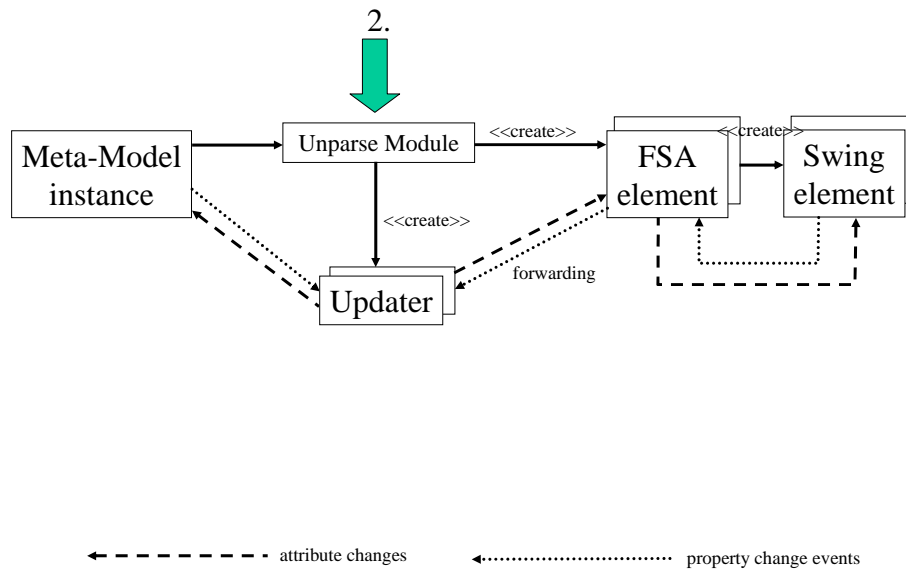 2.
Meta-Model
instance
Unparse Module
<<create>>
FSA
element
<<create>>
Swing
element
<<create>>
Updater
forwarding
attribute changes
property change events